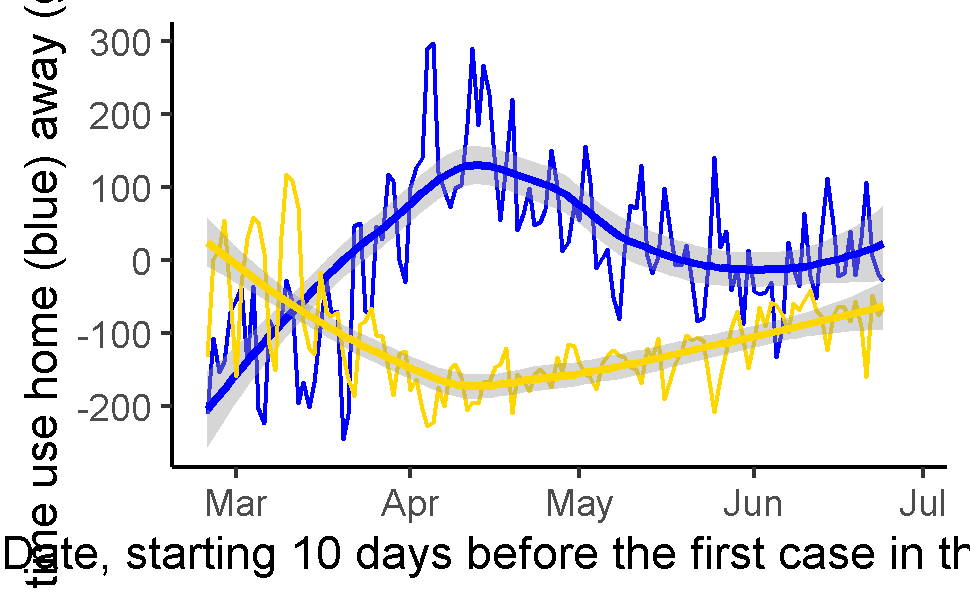 time use home (blue) away (
300
200
100
0
-100
-200
Mar Apr May Jun Jul
Date, starting 10 days before the first case in th